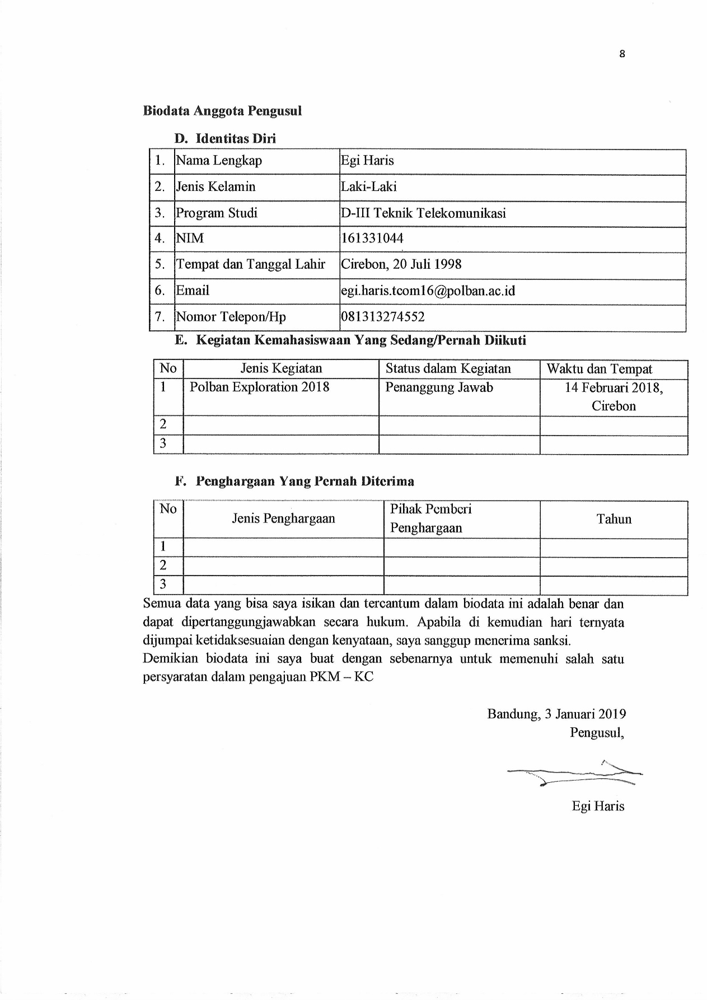 8
Biodata Anggota Pengusul
D. Identitas Diri
1. Nama Lengkap Egi Haris
2. Jenis Kelamin Laki-Laki
3. Program Studi D-III Teknik Telekomunikasi
4. NIM 161331044
5. Tempat dan Tanggal Lahir Cirebon, 20 Juli 1998
6. Email egi.haris.tcom16@polban.ac.id
7. Nomor Telepon/Hp 081313274552
E. Kegiatan Kemahasiswaan Yang Sedang/Pernah Diikuti
No Jenis Kegiatan Status dalam Kegiatan Waktu dan Tempat
1 Polban Exploration 2018 Penanggung Jawab 14 Februari 2018,
Cirebon
2
3
F. Penghargaan Yang Pernah Diterima
No Jenis Penghargaan Pihak Pemberi
Penghargaan Tahun
1
2
3
Semua data yang bisa saya isikan dan tercantum dalam biodata ini adalah benar dan
dapat dipertanggungjawabkan secara hukum. Apabila di kemudian hari ternyata
dijumpai ketidaksesuaian dengan kenyataan, saya sanggup menerima sanksi.
Demikian biodata ini saya buat dengan sebenarnya untuk memenuhi salah satu
persyaratan dalam pengajuan PKM – KC
Bandung, 3 Januari 2019
Pengusul,
Egi Haris